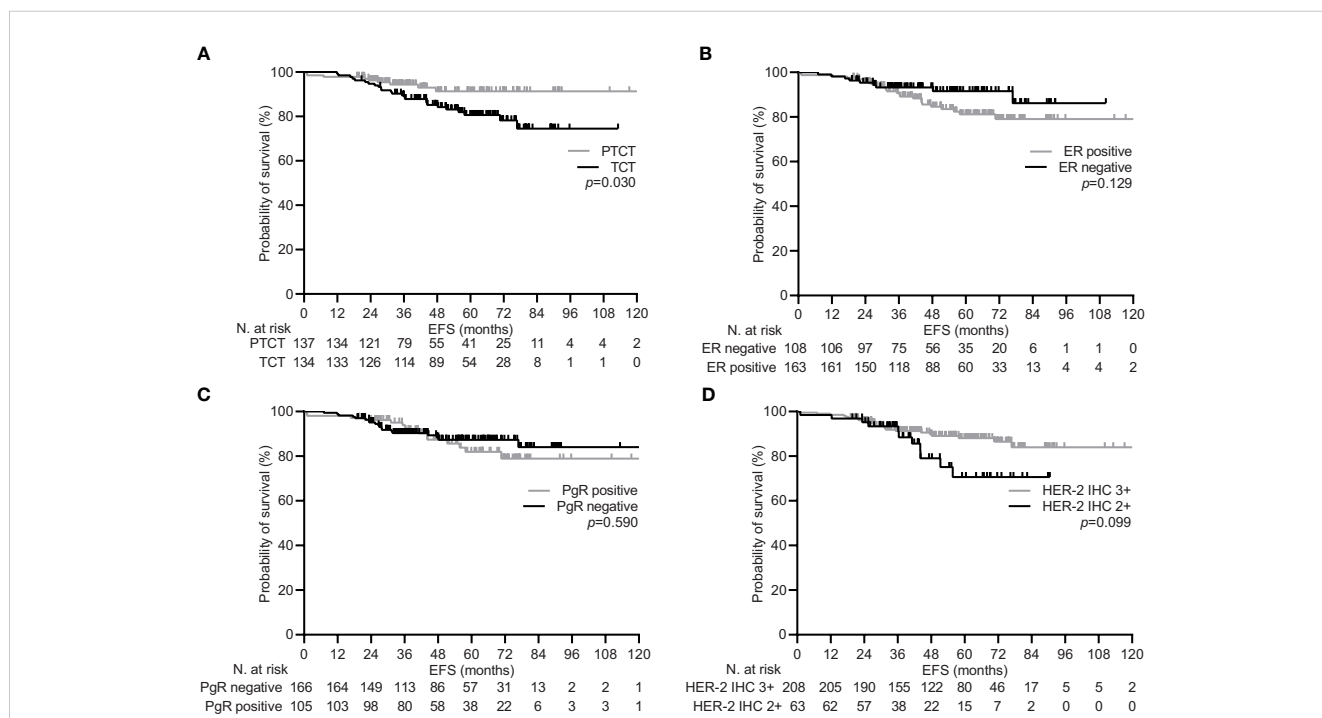 A
Probability of survival (%)
100
80
60
40
20
0
PTCT
TCT
p=0.030
0 12 24 36 48 60 72 84 96 108 120
N. at risk EFS (months)
PTCT 137 134 121 79 55 41 25 11 4 4 2
TCT 134 133 126 114 89 54 28 8 1 1 0
B
Probability of survival (%)
100
80
60
40
20
0
ER positive
ER negative
p=0.129
0 12 24 36 48 60 72 84 96 108 120
N. at risk EFS (months)
ER negative 108 106 97 75 56 35 20 6 1 1 0
ER positive 163 161 150 118 88 60 33 13 4 4 2
C
Probability of survival (%)
100
80
60
40
20
0
PgR positive
PgR negative
p=0.590
0 12 24 36 48 60 72 84 96 108 120
N. at risk EFS (months)
PgR negative 166 164 149 113 86 57 31 13 2 2 1
PgR positive 105 103 98 80 58 38 22 6 3 3 1
D
Probability of survival (%)
100
80
60
40
20
0
HER-2 IHC 3+
HER-2 IHC 2+
p=0.099
0 12 24 36 48 60 72 84 96 108 120
N. at risk EFS (months)
HER-2 IHC 3+ 208 205 190 155 122 80 46 17 5 5 2
HER-2 IHC 2+ 63 62 57 38 22 15 7 2 0 0 0